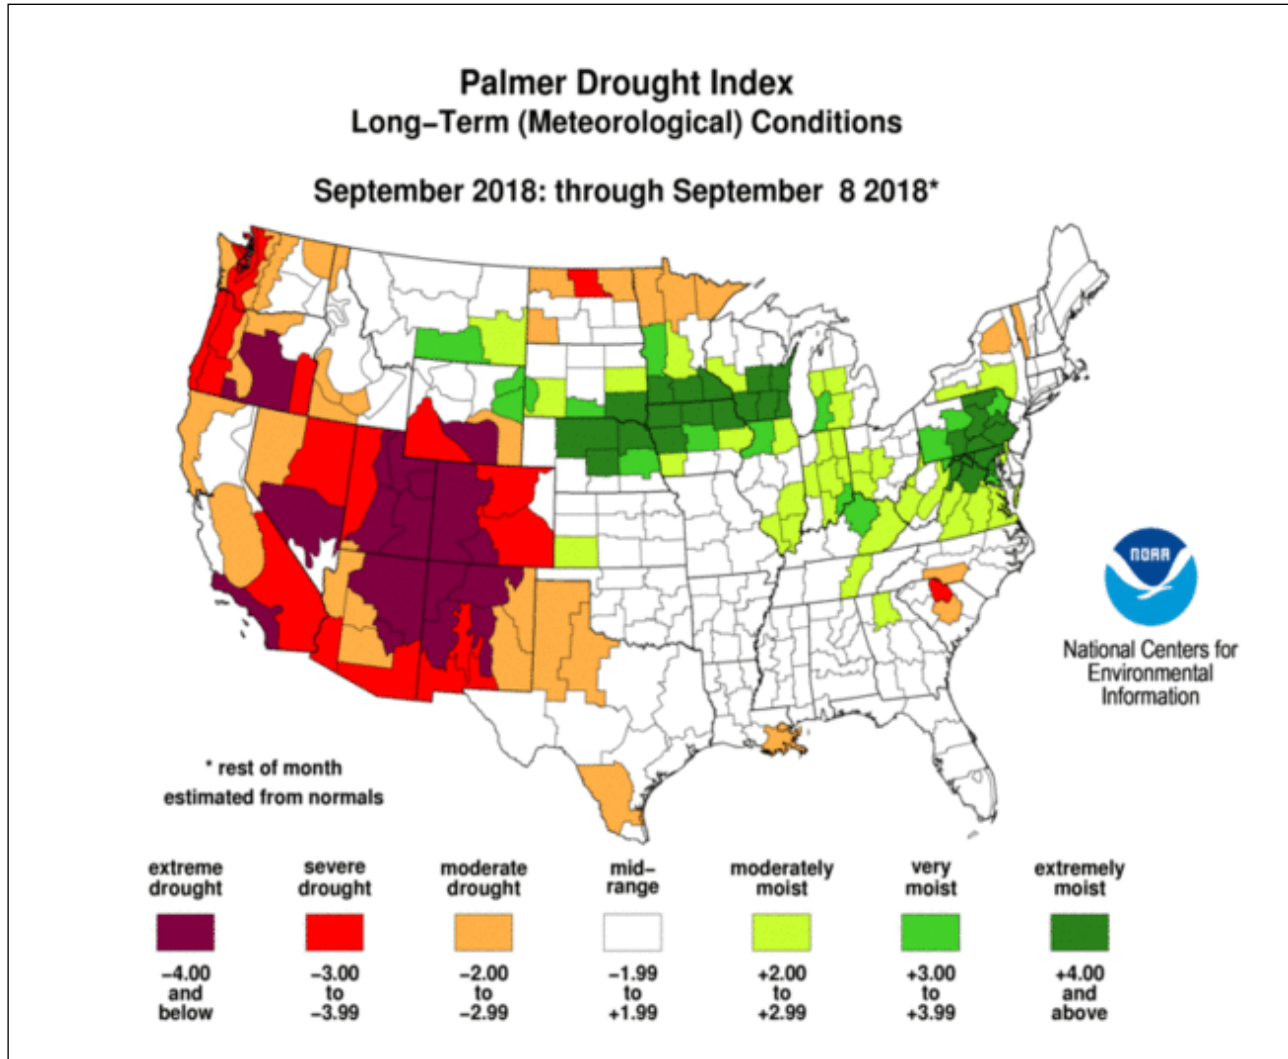 Palmer Drought Index
Long−Term (Meteorological) Conditions
September 2018: through September 8 2018*
NOAA
National Centers for
Environmental
Information
* rest of month
estimated from normals
extreme
drought
severe
drought
moderate
drought
mid−
range
moderately
moist
very
moist
extremely
moist
−4.00
and
below
−3.00
to
−3.99
−2.00
to
−2.99
−1.99
to
+1.99
+2.00
to
+2.99
+3.00
to
+3.99
+4.00
and
above